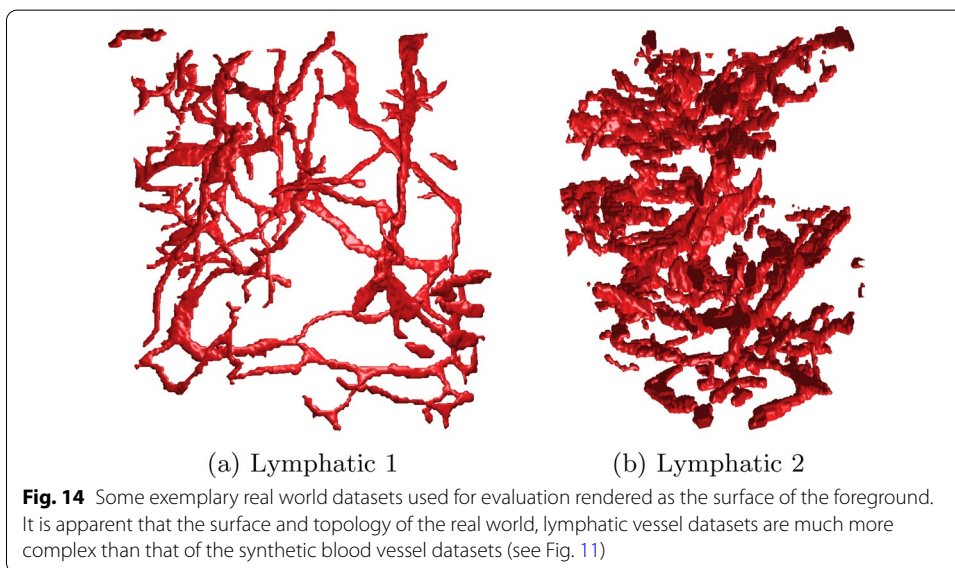 (a) Lymphatic 1
(b) Lymphatic 2
Fig. 14 Some exemplary real world datasets used for evaluation rendered as the surface of the foreground.
It is apparent that the surface and topology of the real world, lymphatic vessel datasets are much more
complex than that of the synthetic blood vessel datasets (see Fig. 11)